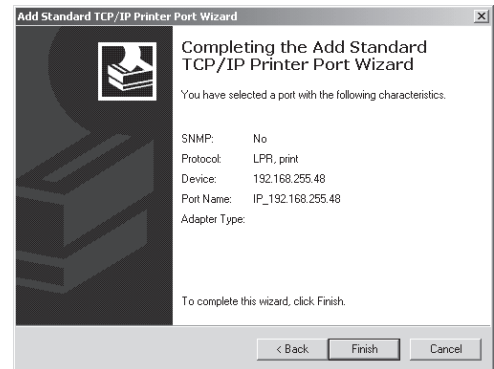 Add Standard TCP/IP Printer Port Wizard
Completing the Add Standard
TCP/IP Printer Port Wizard
You have selected a port with the following characteristics.
SNMP: No
Protocol: LPR, print
Device: 192.168.255.48
Port Name: IP_192.168.255.48
Adapter Type:
To complete this wizard, click Finish.
< Back Finish Cancel